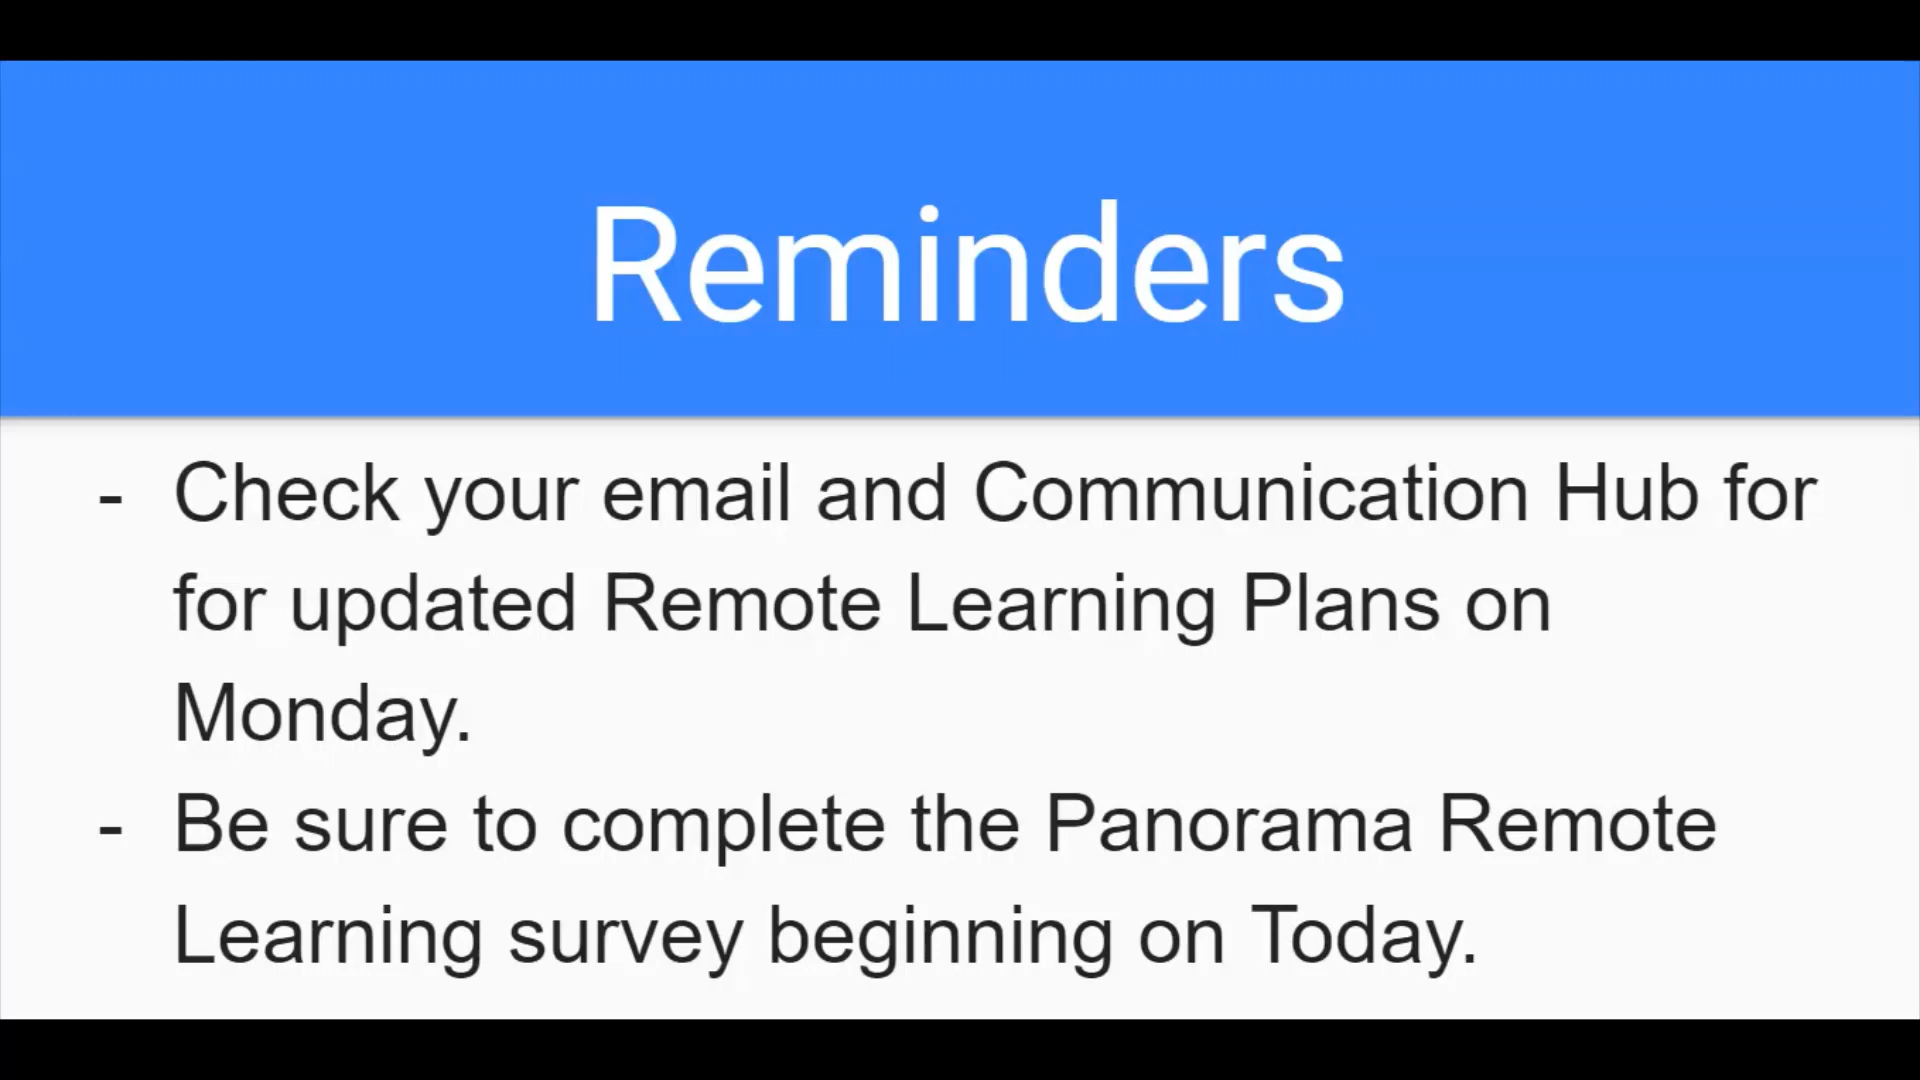 Reminders
- Check your email and Communication Hub for
for updated Remote Learning Plans on
Monday.
- Be sure to complete the Panorama Remote
Learning survey beginning on Today.